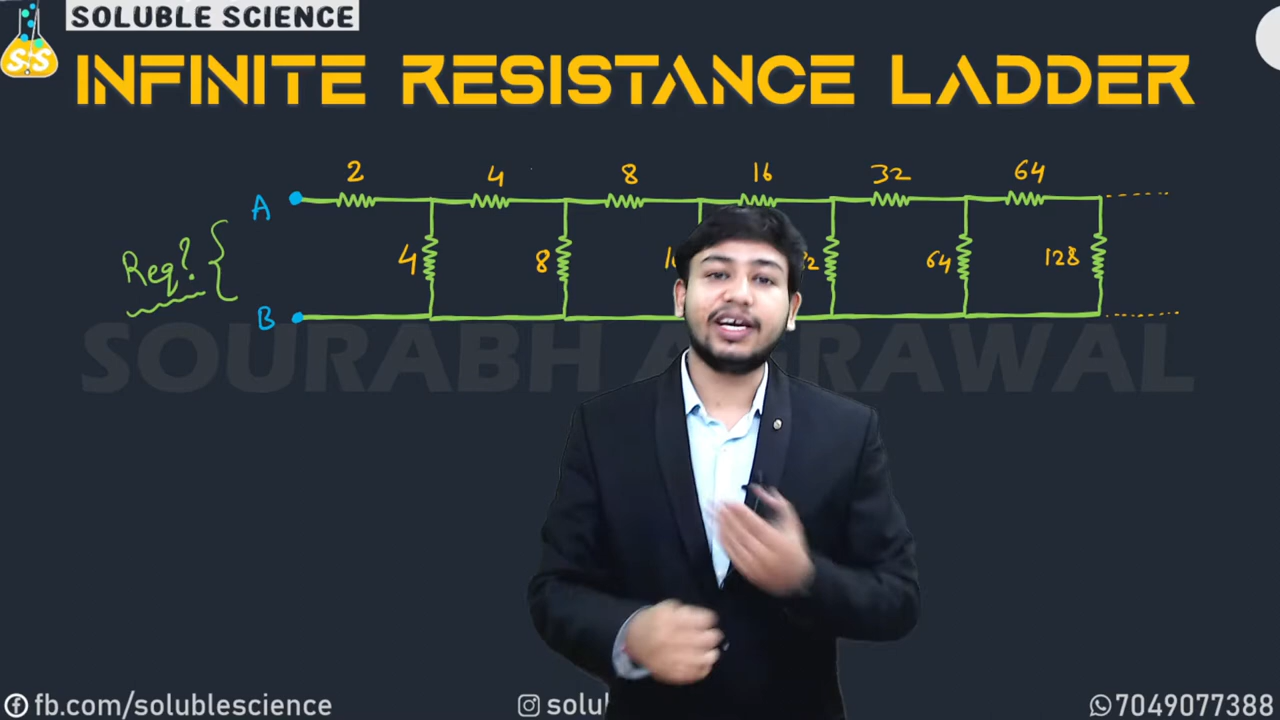 SOLUBLE SCIENCE
S+S
INFINITE RESISTANCE LADDER
2 4 8 16 32 64
A
Req?
4 8 64 128
B
SOURABH AGRAWAL
fb.com/solublescience
7049077388